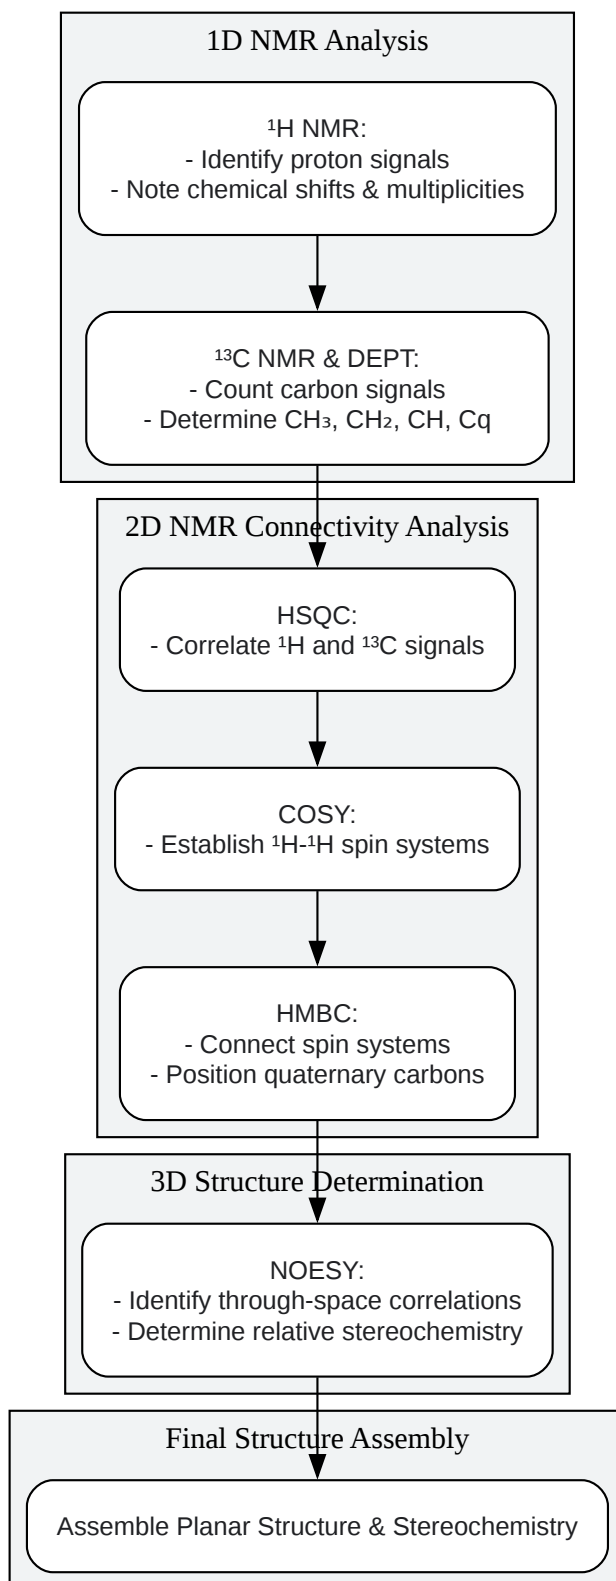 1D NMR Analysis
¹H NMR:
- Identify proton signals
- Note chemical shifts & multiplicities
¹³C NMR & DEPT:
- Count carbon signals
- Determine CH₃, CH₂, CH, Cq
2D NMR Connectivity Analysis
HSQC:
- Correlate ¹H and ¹³C signals
COSY:
- Establish ¹H-¹H spin systems
HMBC:
- Connect spin systems
- Position quaternary carbons
3D Structure Determination
NOESY:
- Identify through-space correlations
- Determine relative stereochemistry
Final Structure Assembly
Assemble Planar Structure & Stereochemistry